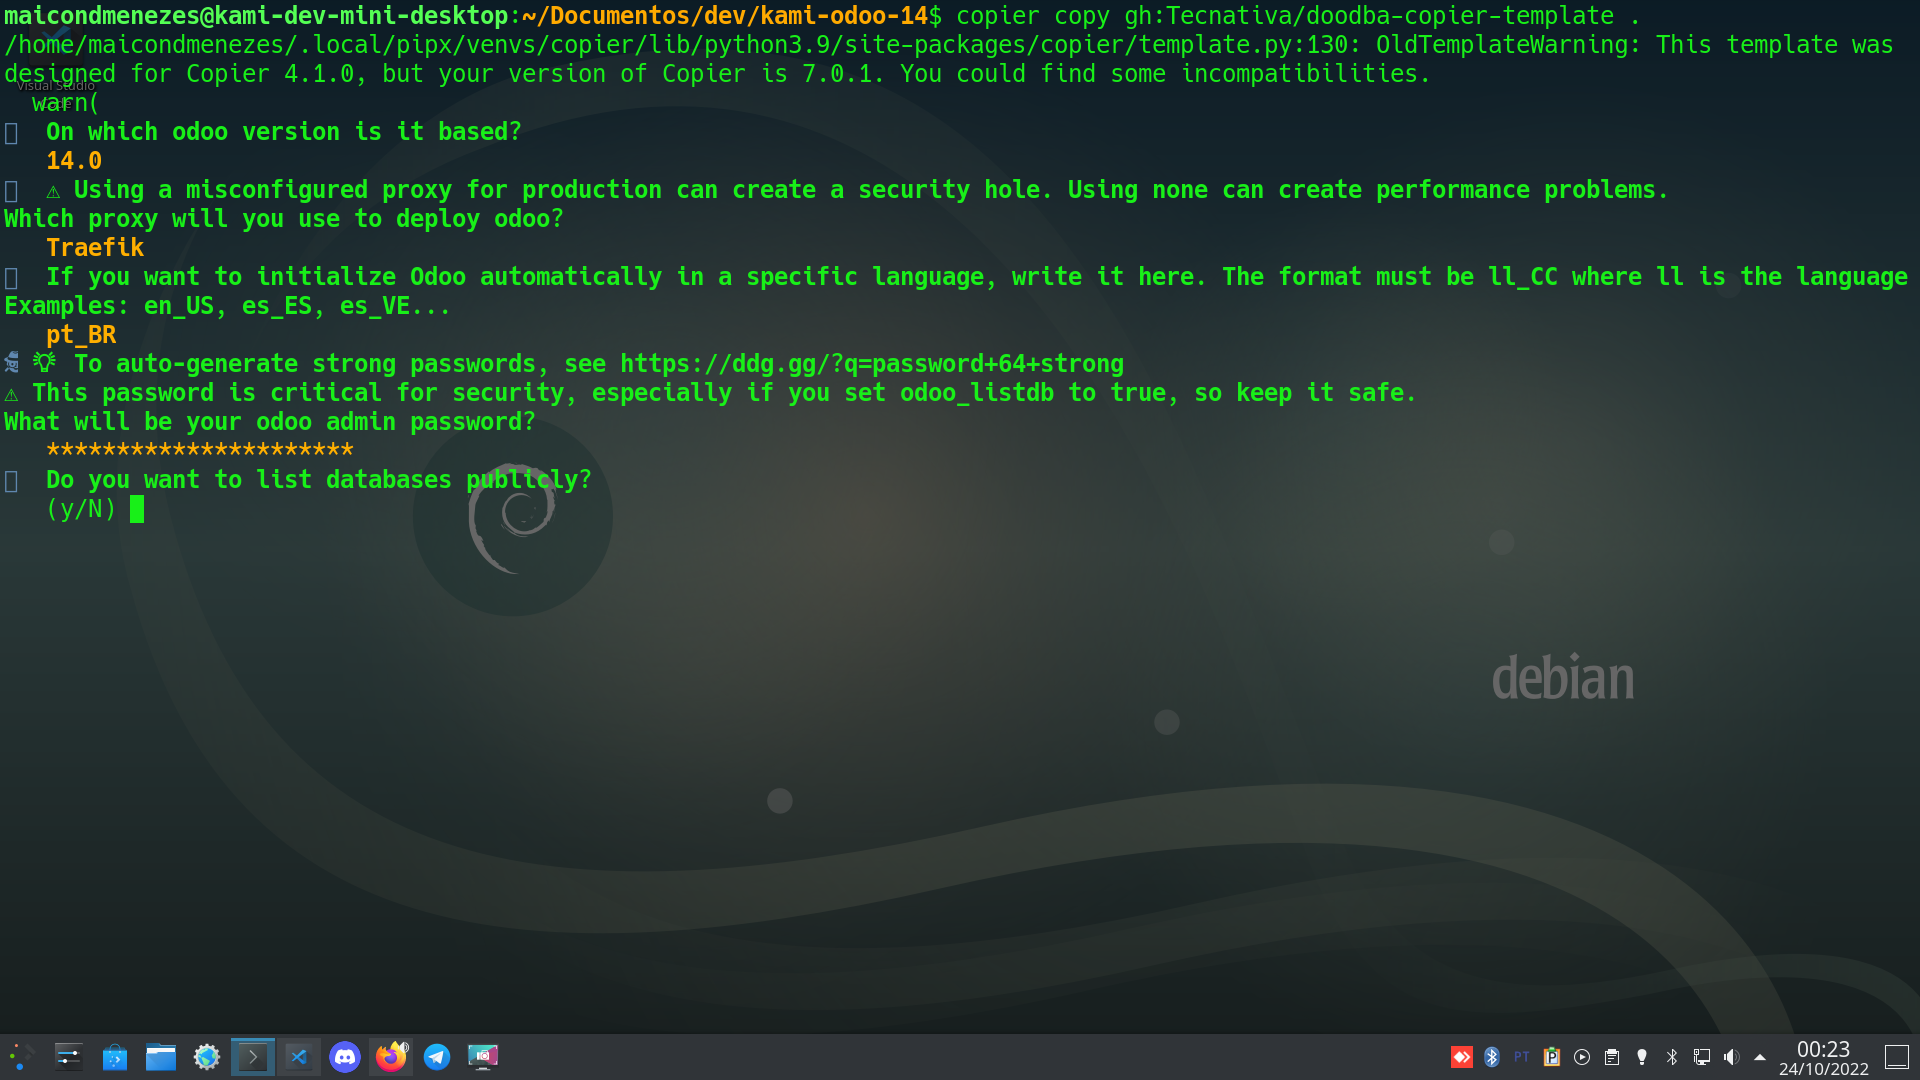 maicondmenezes@kami-dev-mini-desktop:~/Documentos/dev/kami-odoo-14$ copier copy gh:Tecnativa/doodba-copier-template .
/home/maicondmenezes/.local/pipx/venvs/copier/lib/python3.9/site-packages/copier/template.py:130: OldTemplateWarning: This template was
designed for Copier 4.1.0, but your version of Copier is 7.0.1. You could find some incompatibilities.
Visual Studio
warn(
On which odoo version is it based?
14.0
⚠ Using a misconfigured proxy for production can create a security hole. Using none can create performance problems.
Which proxy will you use to deploy odoo?
Traefik
If you want to initialize Odoo automatically in a specific language, write it here. The format must be ll_CC where ll is the language
Examples: en_US, es_ES, es_VE...
pt_BR
💡 To auto-generate strong passwords, see https://ddg.gg/?q=password+64+strong
⚠ This password is critical for security, especially if you set odoo_listdb to true, so keep it safe.
What will be your odoo admin password?
**********************
Do you want to list databases publicly?
(y/N)
debian
PT
00:23
24/10/2022